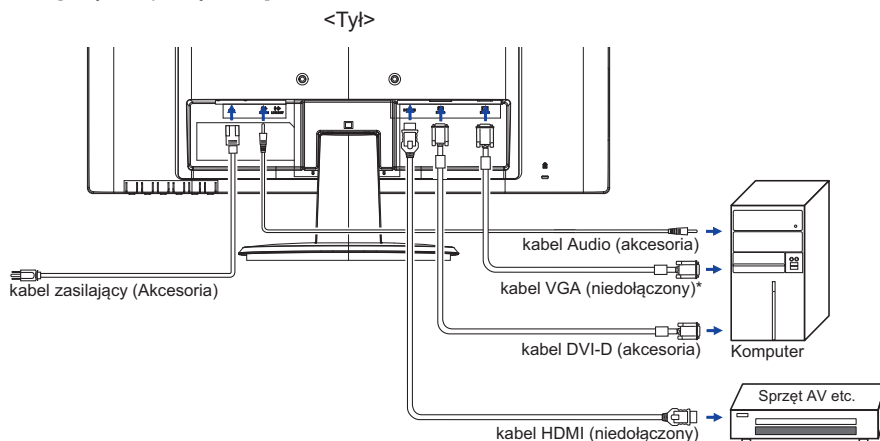 <Tył>
kabel Audio (akcesoria)
kabel zasilający (Akcesoria)
kabel VGA (niedołączony)*
kabel DVI-D (akcesoria)
Komputer
Sprzęt AV etc.
kabel HDMI (niedołączony)